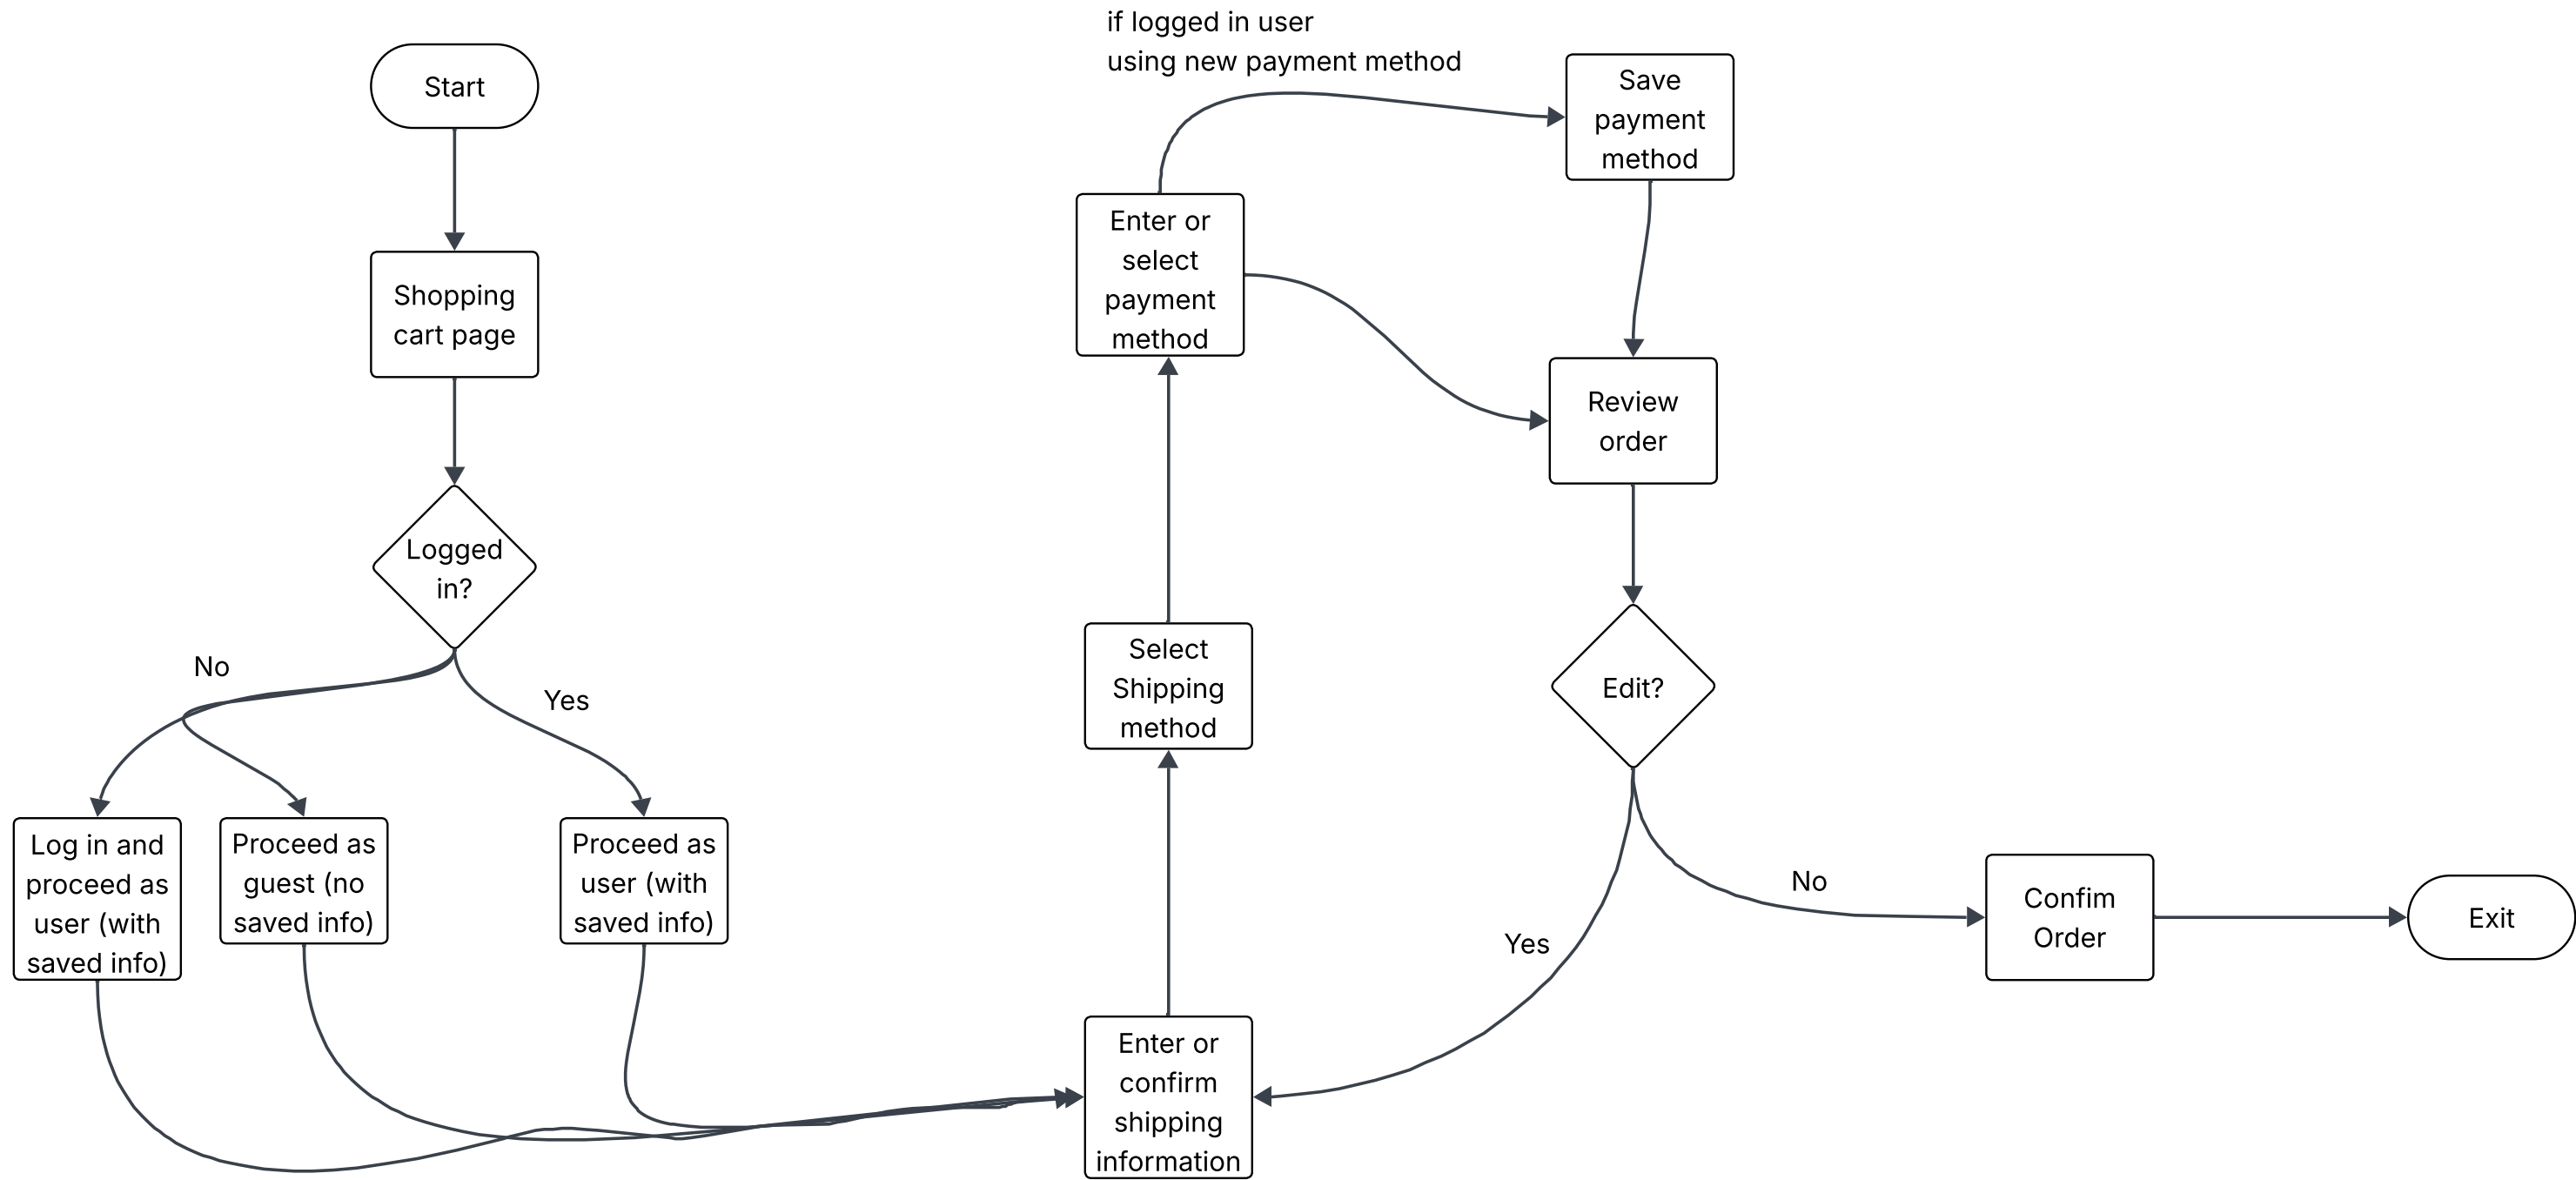 Start
Shopping
cart page
Logged
in?
No
Yes
Log in and
proceed as
user (with
saved info)
Proceed as
guest (no
saved info)
Proceed as
user (with
saved info)
Enter or
confirm
shipping
information
Select
Shipping
method
Enter or
select
payment
method
if logged in user
using new payment method
Save
payment
method
Review
order
Edit?
Yes
No
Confim
Order
Exit